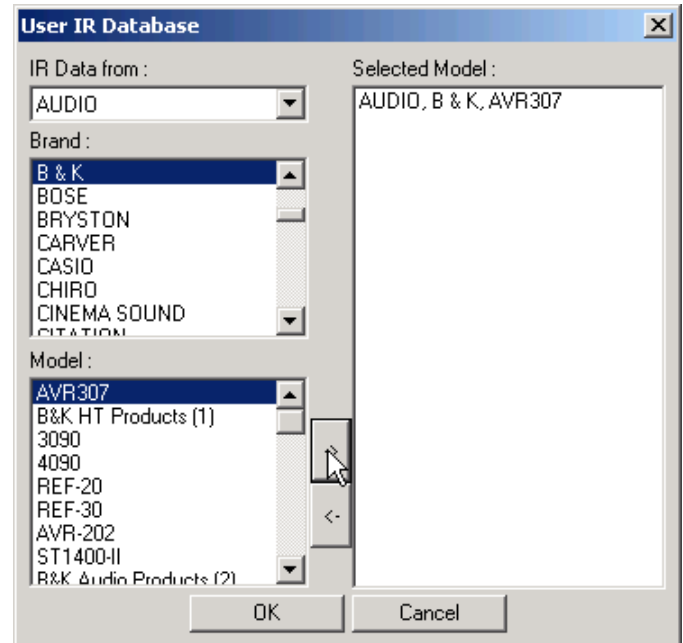 User IR Database
IR Data from :
AUDIO
Brand :
B & K
BOSE
BRYSTON
CARVER
CASIO
CHIRO
CINEMA SOUND
CITATION
Model :
AVR307
B&K HT Products (1)
3090
4090
REF-20
REF-30
AVR-202
ST1400-II
B&K Audio Products (2)
Selected Model :
AUDIO, B & K, AVR307
<-
OK
Cancel